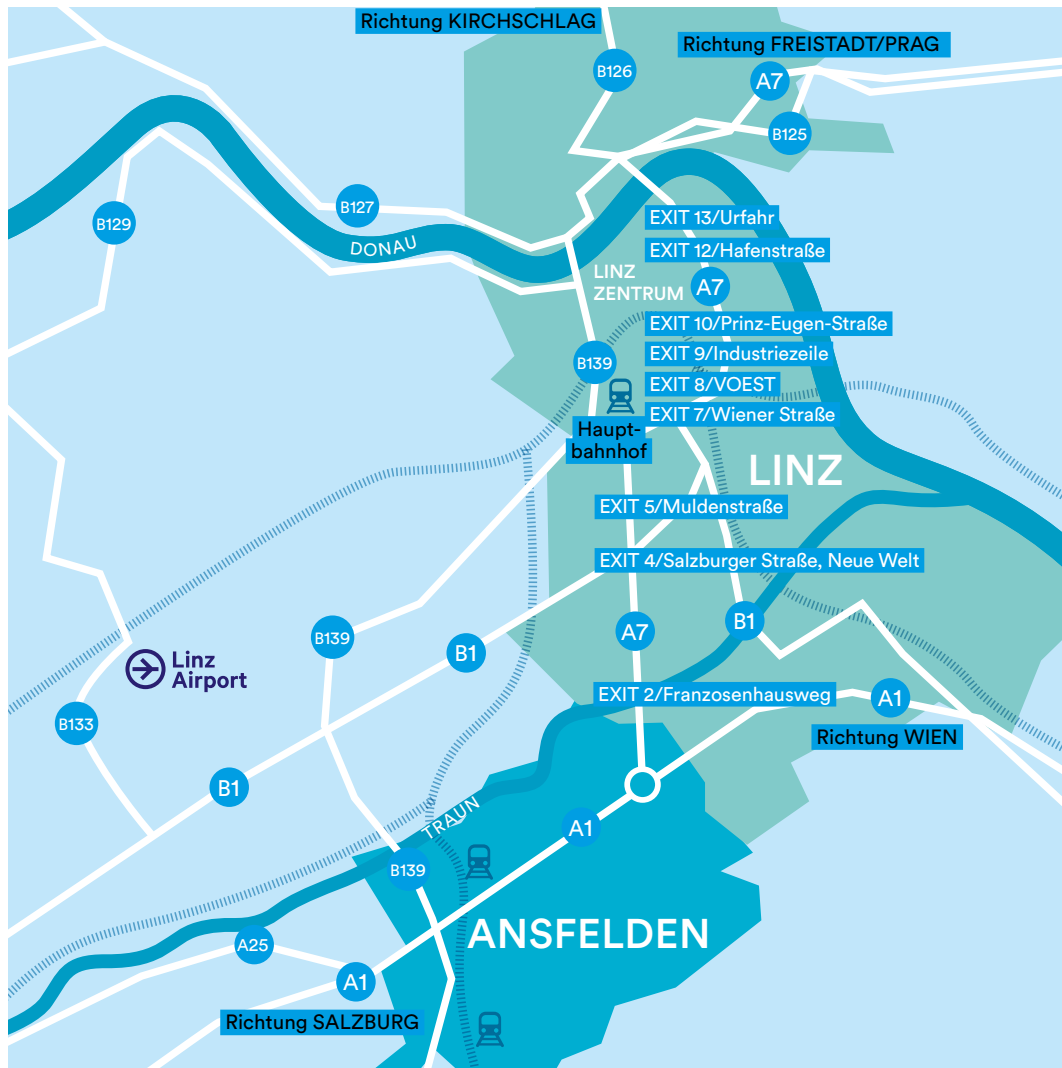 Richtung KIRCHSCHLAG
Richtung FREISTADT/PRAG
B126
A7
B125
B127
B129
EXIT 13/Urfahr
DONAU
EXIT 12/Hafenstraße
LINZ
ZENTRUM
A7
EXIT 10/Prinz-Eugen-Straße
EXIT 9/Industriezeile
B139
EXIT 8/VOEST
EXIT 7/Wiener Straße
Haupt-
bahnhof
LINZ
EXIT 5/Muldenstraße
EXIT 4/Salzburger Straße, Neue Welt
B1
A7
B139
B1
Linz
Airport
EXIT 2/Franzosenhausweg
A1
B133
Richtung WIEN
B1
TRAUN
A1
B139
ANSFELDEN
A25
A1
Richtung SALZBURG